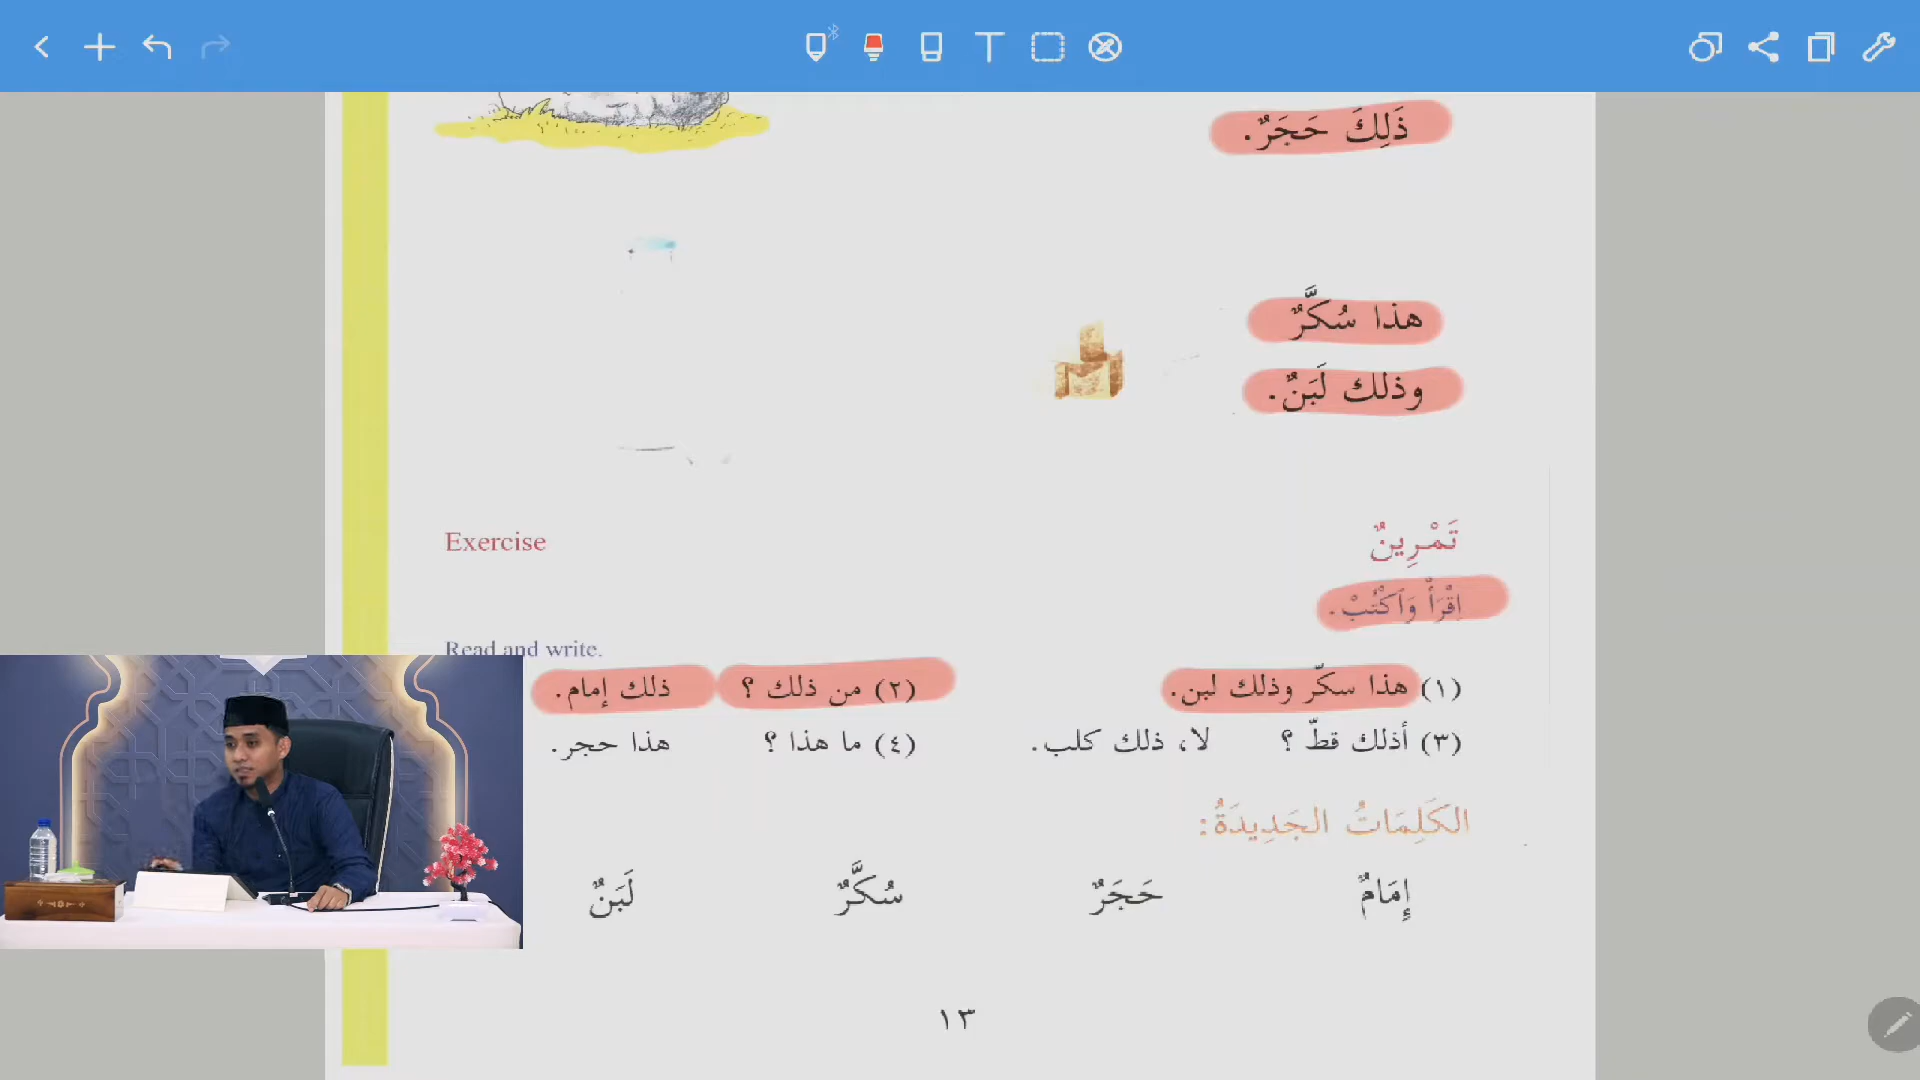 ذَلِكَ حَجَرٌ.
هذا سُكَّرٌ
وذلك لَبَنٌ.
Exercise تَمْرِينٌ
اِقْرَأْ وَاكْتُبْ.
Read and write.
(١) هذا سكّر وذلك لبن. (٢) من ذلك ؟ ذلك إمام.
(٣) أذلك قطّ ؟ لا، ذلك كلب. (٤) ما هذا ؟ هذا حجر.
الكَلِمَاتُ الجَدِيدَةُ:
إِمَامٌ حَجَرٌ سُكَّرٌ لَبَنٌ
١٣